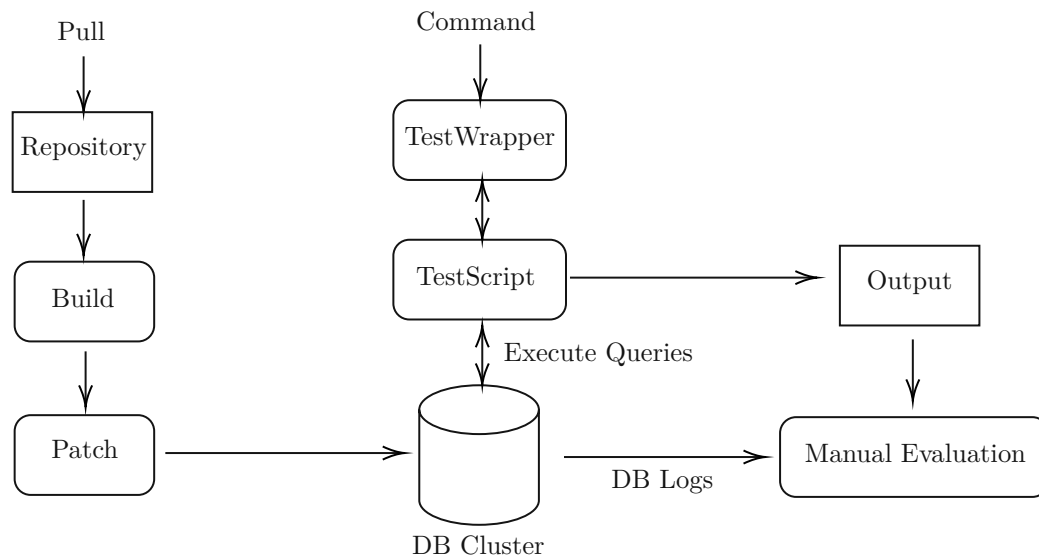 Pull
Command
Repository
TestWrapper
Build
TestScript
Output
Execute Queries
Patch
Manual Evaluation
DB Logs
DB Cluster